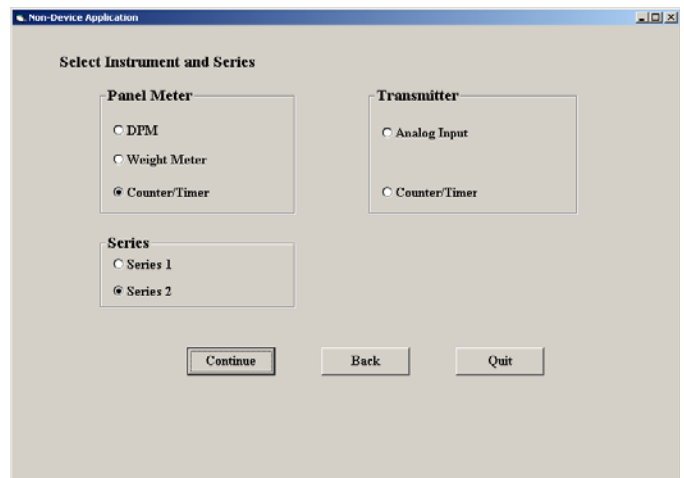 Non-Device Application
Select Instrument and Series
Panel Meter
DPM
Weight Meter
Counter/Timer
Transmitter
Analog Input
Counter/Timer
Series
Series 1
Series 2
Continue
Back
Quit